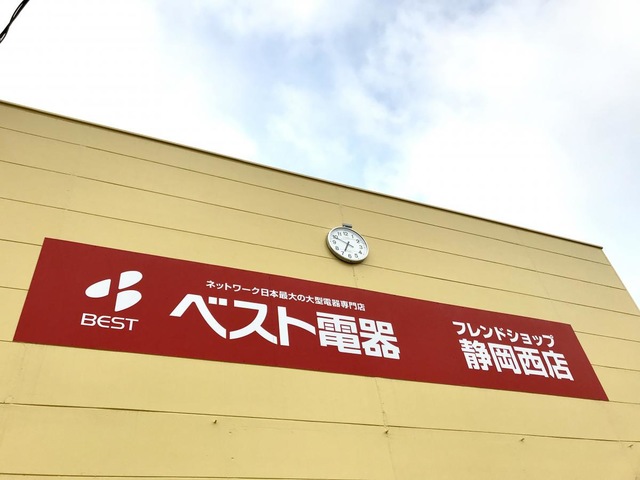 BEST
ネットワーク日本最大の大型電器専門店
ベスト電器
フレンドショップ
静岡西店